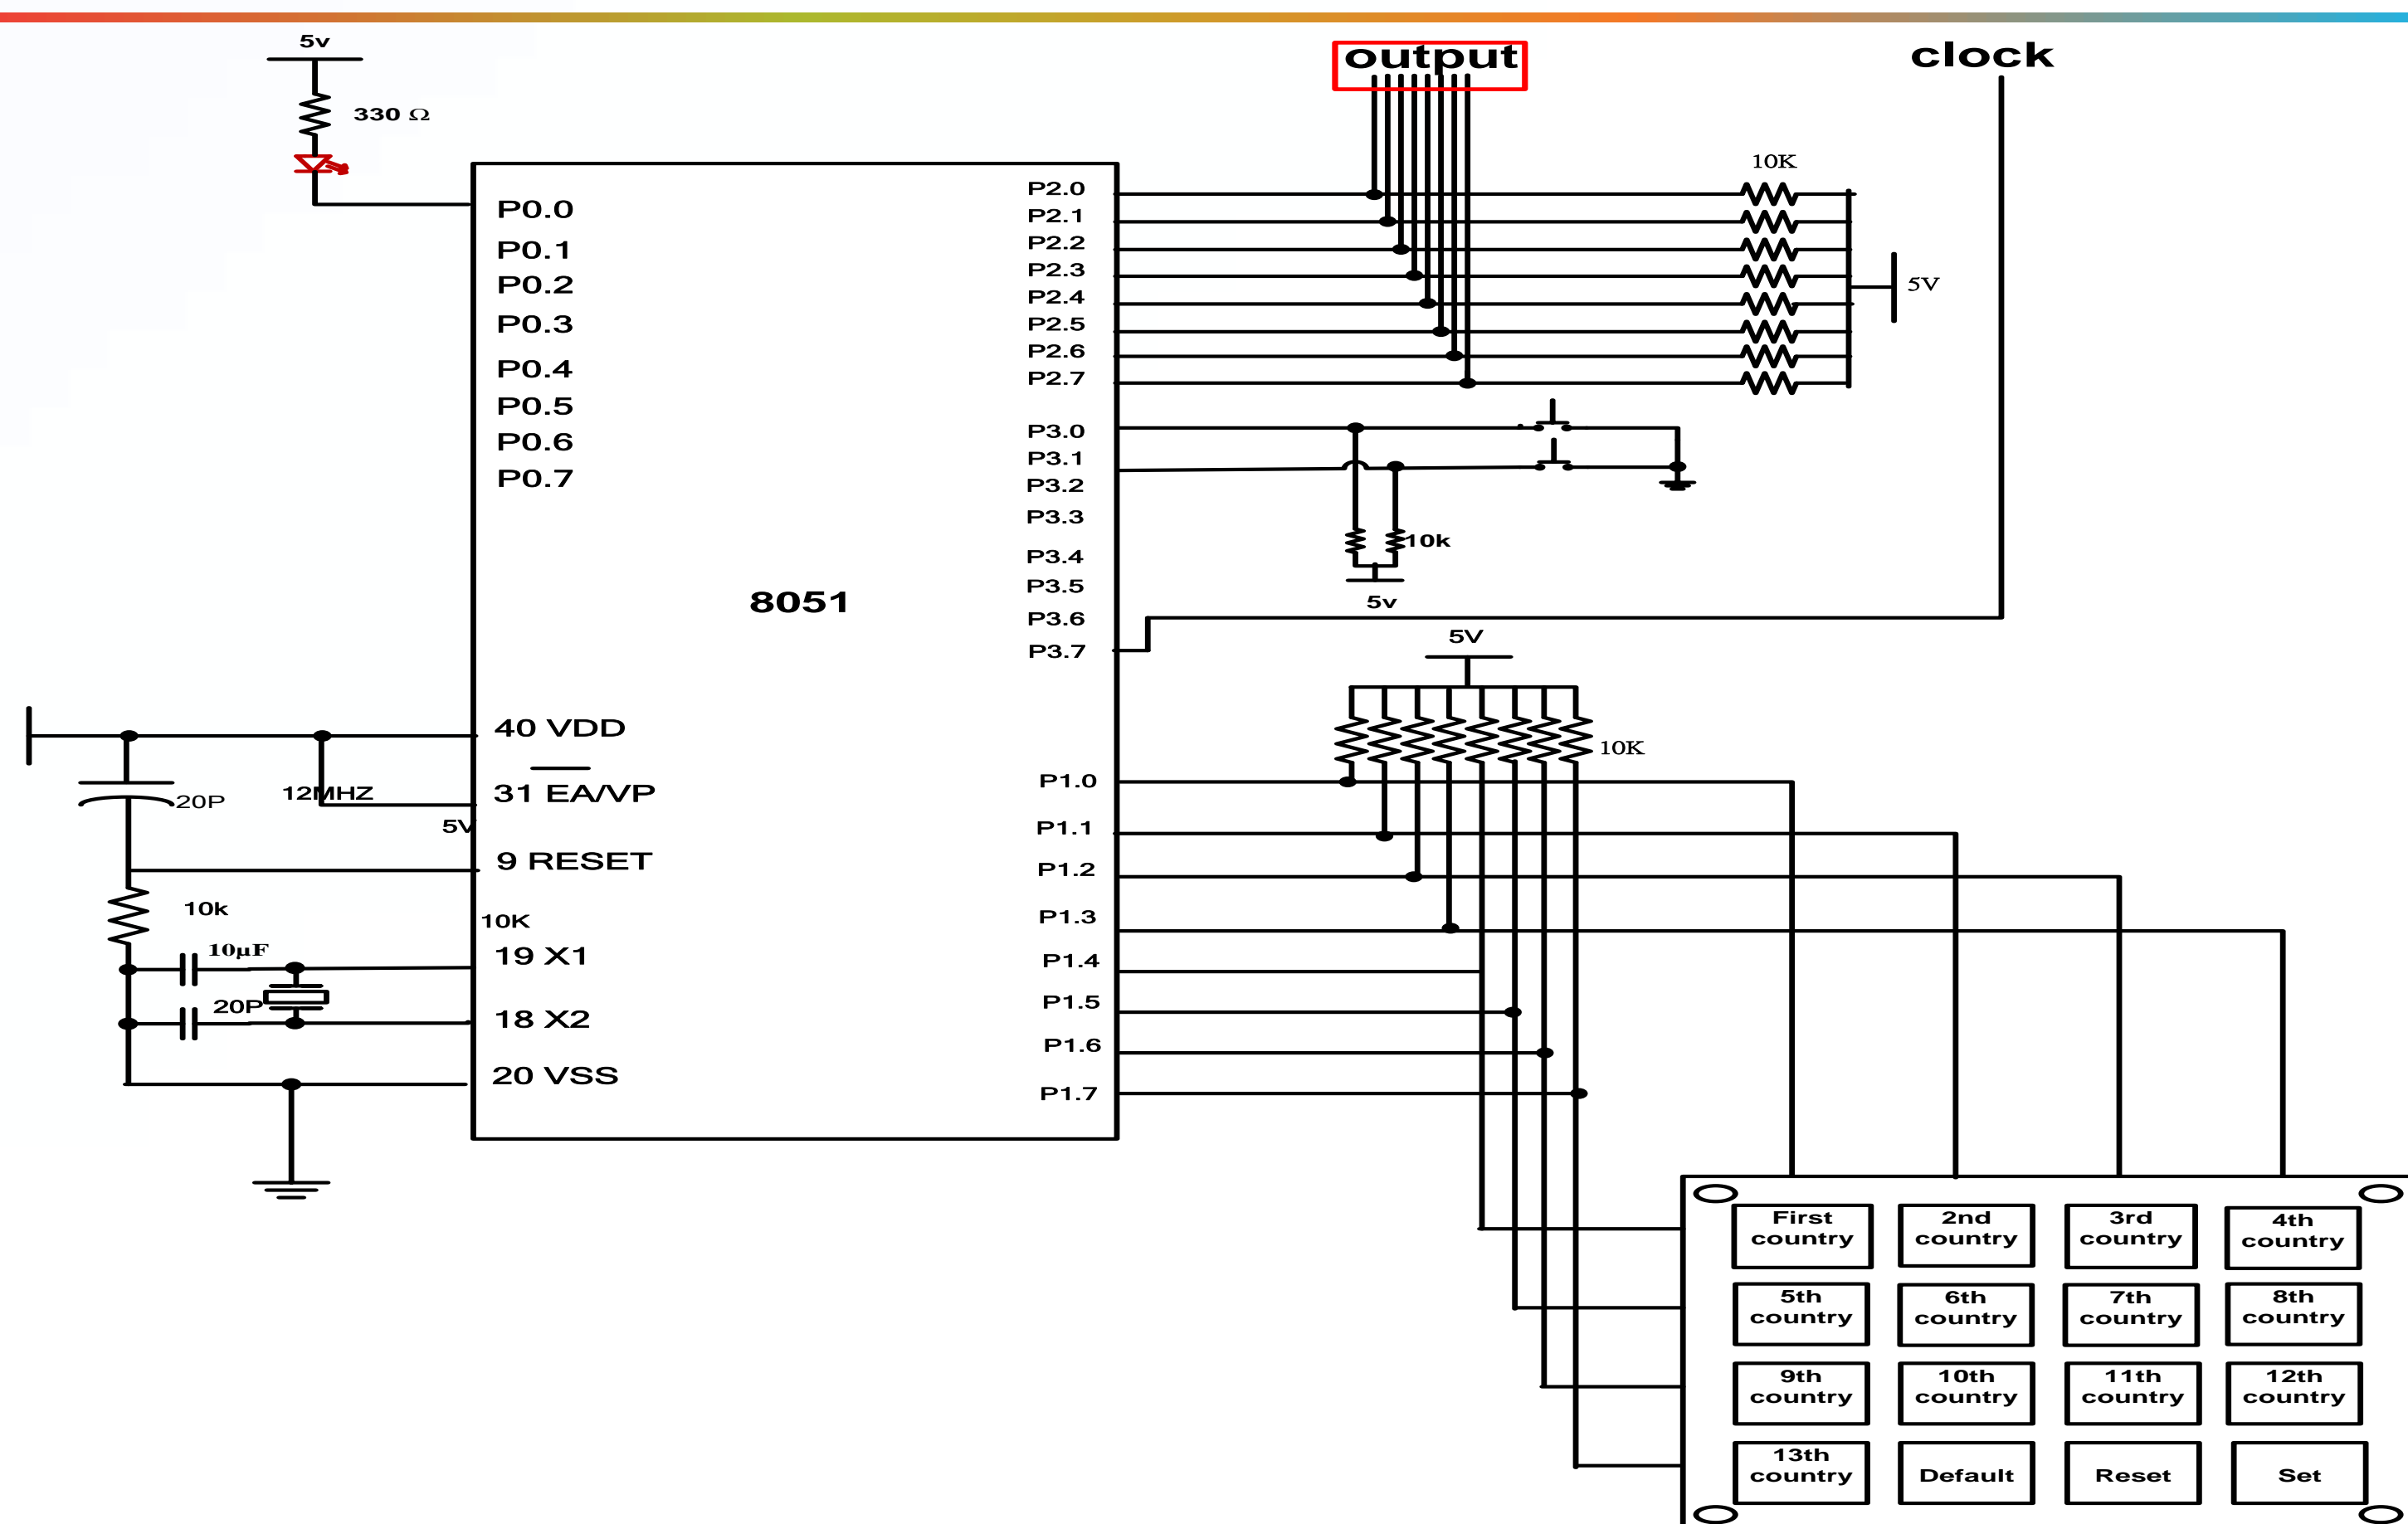 5v
330 Ω
output
clock
P0.0
P0.1
P0.2
P0.3
P0.4
P0.5
P0.6
P0.7
8051
40 VDD
31 EA/VP
9 RESET
19 X1
18 X2
20 VSS
20P
12MHZ
5V
10k
10K
10µF
20P
P2.0
P2.1
P2.2
P2.3
P2.4
P2.5
P2.6
P2.7
P3.0
P3.1
P3.2
P3.3
P3.4
P3.5
P3.6
P3.7
P1.0
P1.1
P1.2
P1.3
P1.4
P1.5
P1.6
P1.7
10K
5V
10k
5v
5V
10K
First
country
2nd
country
3rd
country
4th
country
5th
country
6th
country
7th
country
8th
country
9th
country
10th
country
11th
country
12th
country
13th
country
Default
Reset
Set